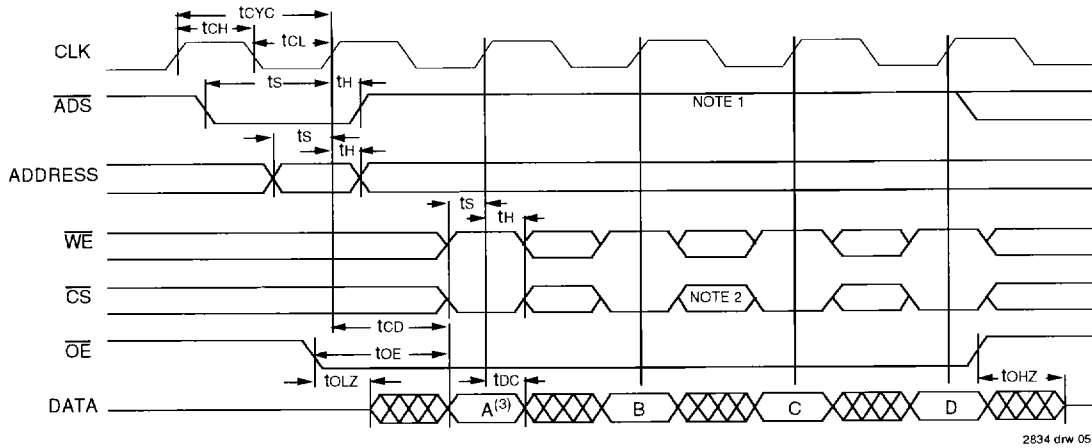 tCYC
tCH
tCL
CLK
tS
tH
ADS
NOTE 1
tS
tH
ADDRESS
tS
tH
WE
CS
NOTE 2
tCD
OE
tOE
tOLZ
tDC
tOHZ
DATA
A(3)
B
C
D
2834 drw 05